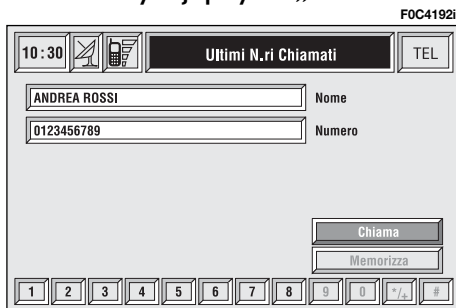 F0C4192i
10:30 Ultimi N.ri Chiamati TEL
ANDREA ROSSI Nome
0123456789 Numero
Chiama
Memorizza
1 2 3 4 5 6 7 8 9 0 */+ #